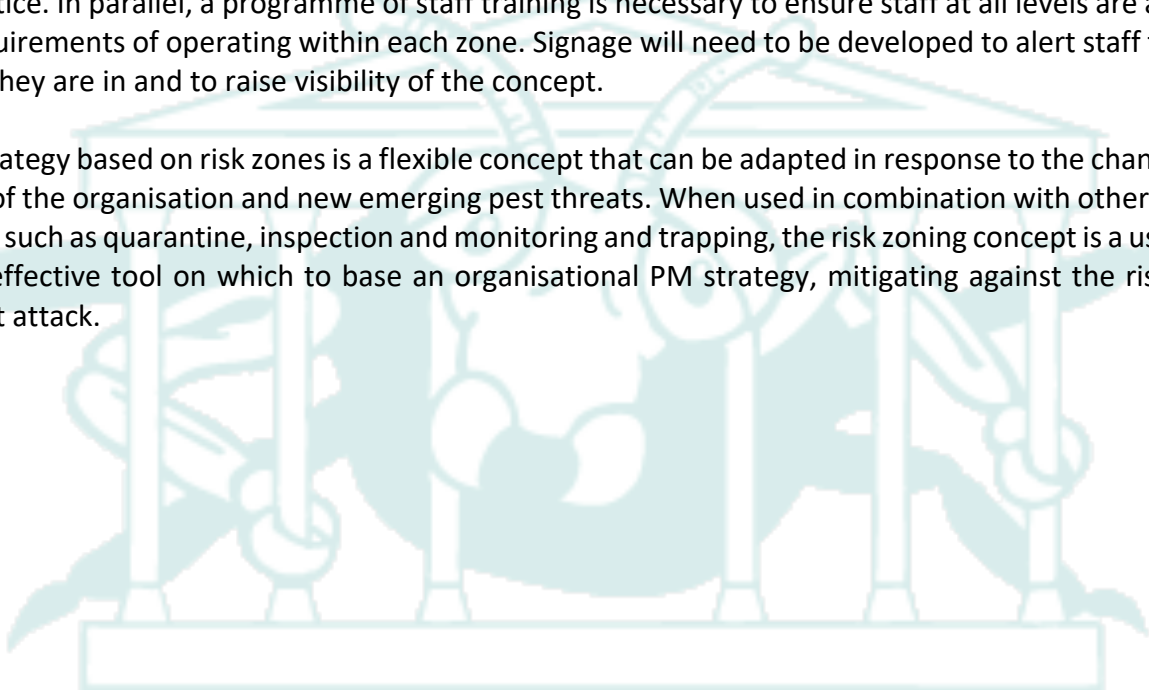 tice. In parallel, a programme of staff training is necessary to ensure staff at all levels are a
uirements of operating within each zone. Signage will need to be developed to alert staff
hey are in and to raise visibility of the concept.
ategy based on risk zones is a flexible concept that can be adapted in response to the chan
of the organisation and new emerging pest threats. When used in combination with other
such as quarantine, inspection and monitoring and trapping, the risk zoning concept is a us
effective tool on which to base an organisational PM strategy, mitigating against the ris
t attack.